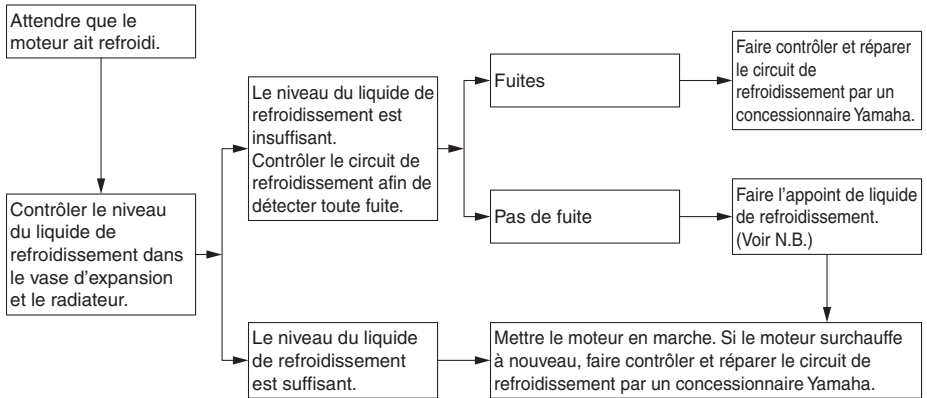 Attendre que le
moteur ait refroidi.
Contrôler le niveau
du liquide de
refroidissement dans
le vase d’expansion
et le radiateur.
Le niveau du liquide de
refroidissement est
insuffisant.
Contrôler le circuit de
refroidissement afin de
détecter toute fuite.
Fuites
Faire contrôler et réparer
le circuit de
refroidissement par un
concessionnaire Yamaha.
Pas de fuite
Faire l’appoint de liquide
de refroidissement.
(Voir N.B.)
Le niveau du liquide
de refroidissement
est suffisant.
Mettre le moteur en marche. Si le moteur surchauffe
à nouveau, faire contrôler et réparer le circuit de
refroidissement par un concessionnaire Yamaha.